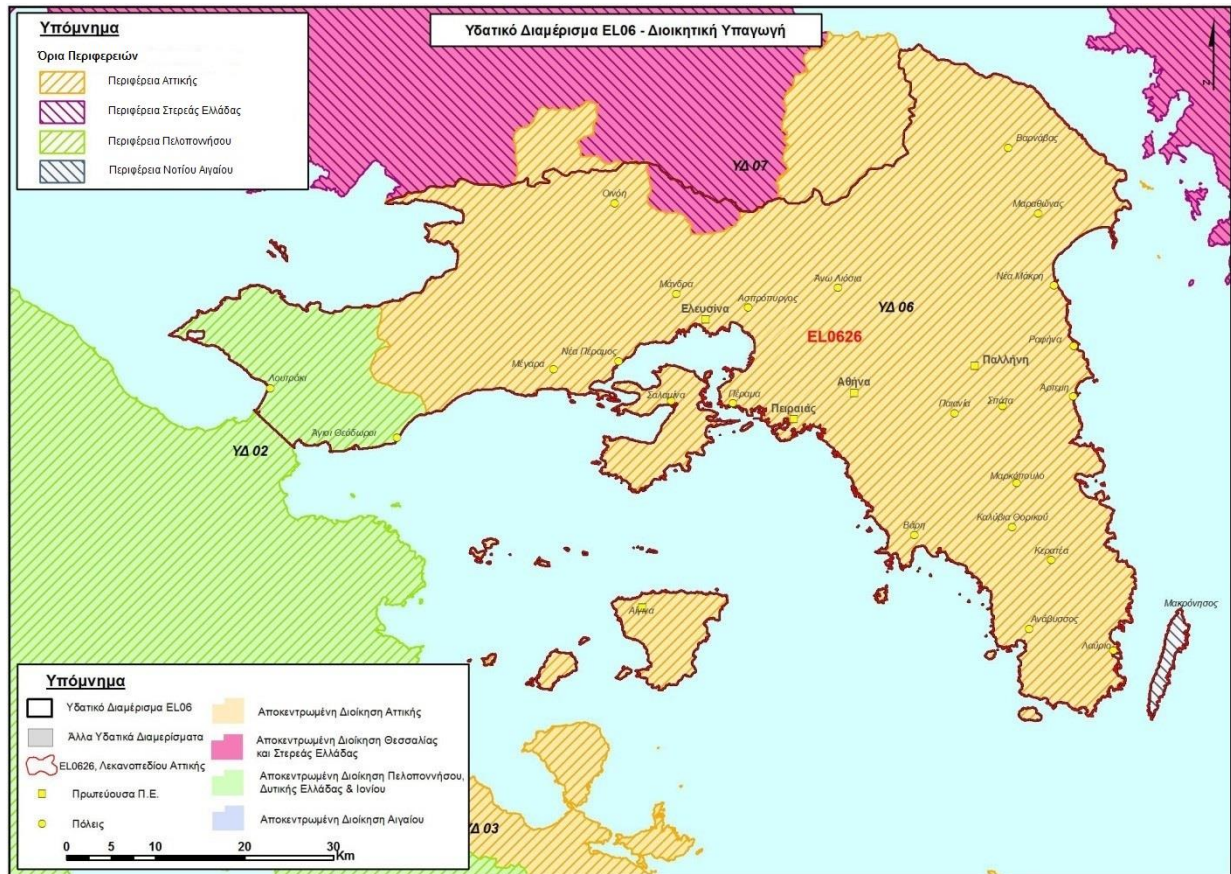 Υπόμνημα
Όρια Περιφερειών
Περιφέρεια Αττικής
Περιφέρεια Στερεάς Ελλάδας
Περιφέρεια Πελοποννήσου
Περιφέρεια Νοτίου Αιγαίου
Υδατικό Διαμέρισμα EL06 - Διοικητική Υπαγωγή
Z
Βαρνάβας
ΥΔ 07
Οινόη
Μαραθώνας
Νέα Μάκρη
Άνω Λιόσια
Μάνδρα
Ασπρόπυργος
ΥΔ 06
Ελευσίνα
EL0626
Ραφήνα
Νέα Πέραμος
Μέγαρα
Παλλήνη
Λουτράκι
Αθήνα
Σαλαμίνα
Πέραμα
Άρτεμη
Πειραιάς
Παιανία
Σπάτα
Άγιοι Θεόδωροι
ΥΔ 02
Μαρκόπουλο
Καλύβια Θορικού
Βάρη
Κερατέα
Αίγινα
Μακρόνησος
Ανάβυσσος
Λαύριο
Υπόμνημα
Υδατικό Διαμέρισμα EL06
Άλλα Υδατικά Διαμερίσματα
EL0626, Λεκανοπεδίου Αττικής
Πρωτεύουσα Π.Ε.
Πόλεις
Αποκεντρωμένη Διοίκηση Αττικής
Αποκεντρωμένη Διοίκηση Θεσσαλίας
και Στερεάς Ελλάδας
Αποκεντρωμένη Διοίκηση Πελοποννήσου,
Δυτικής Ελλάδας & Ιονίου
Αποκεντρωμένη Διοίκηση Αιγαίου
0 5 10 20 30
Km
ΥΔ 03